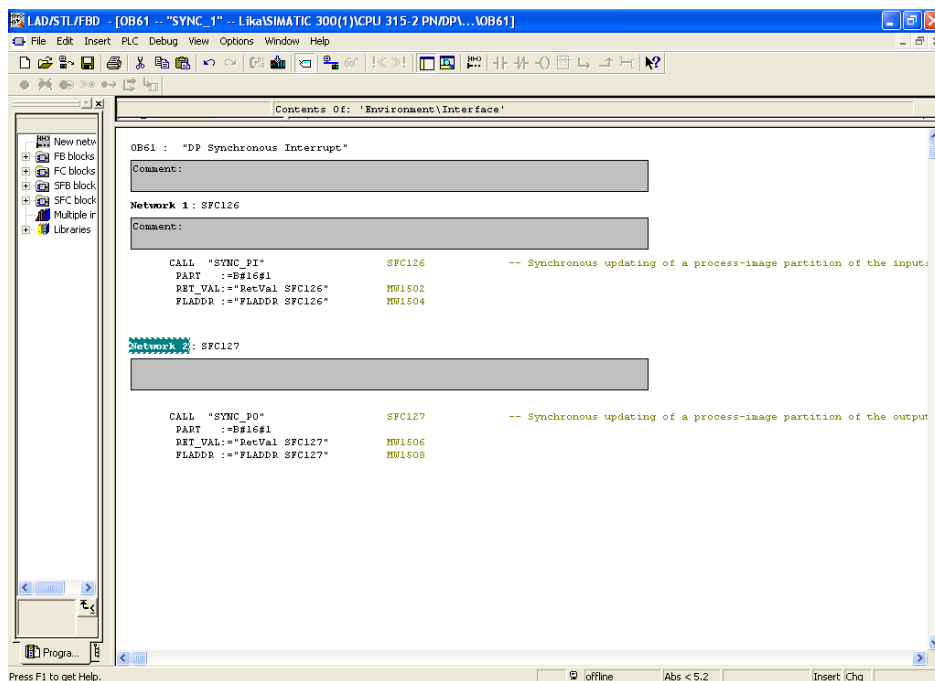 LAD/STL/FBD - [OB61 -- "SYNC_1" -- Lika\SIMATIC 300(1)\CPU 315-2 PN/DP\...\OB61]
File Edit Insert PLC Debug View Options Window Help
Contents Of: 'Environment\Interface'
New netw
FB blocks
FC blocks
SFB block
SFC block
Multiple ir
Libraries
OB61 : "DP Synchronous Interrupt"
Comment:
Network 1: SFC126
Comment:
CALL "SYNC_PI" SFC126 -- Synchronous updating of a process-image partition of the inputs
PART :=B#16#1
RET_VAL:="RetVal SFC126" MW1502
FLADDR :="FLADDR SFC126" MW1504
Network 2: SFC127
CALL "SYNC_PO" SFC127 -- Synchronous updating of a process-image partition of the output
PART :=B#16#1
RET_VAL:="RetVal SFC127" MW1506
FLADDR :="FLADDR SFC127" MW1508
Progra...
Press F1 to get Help. offline Abs < 5.2 Insert Chg